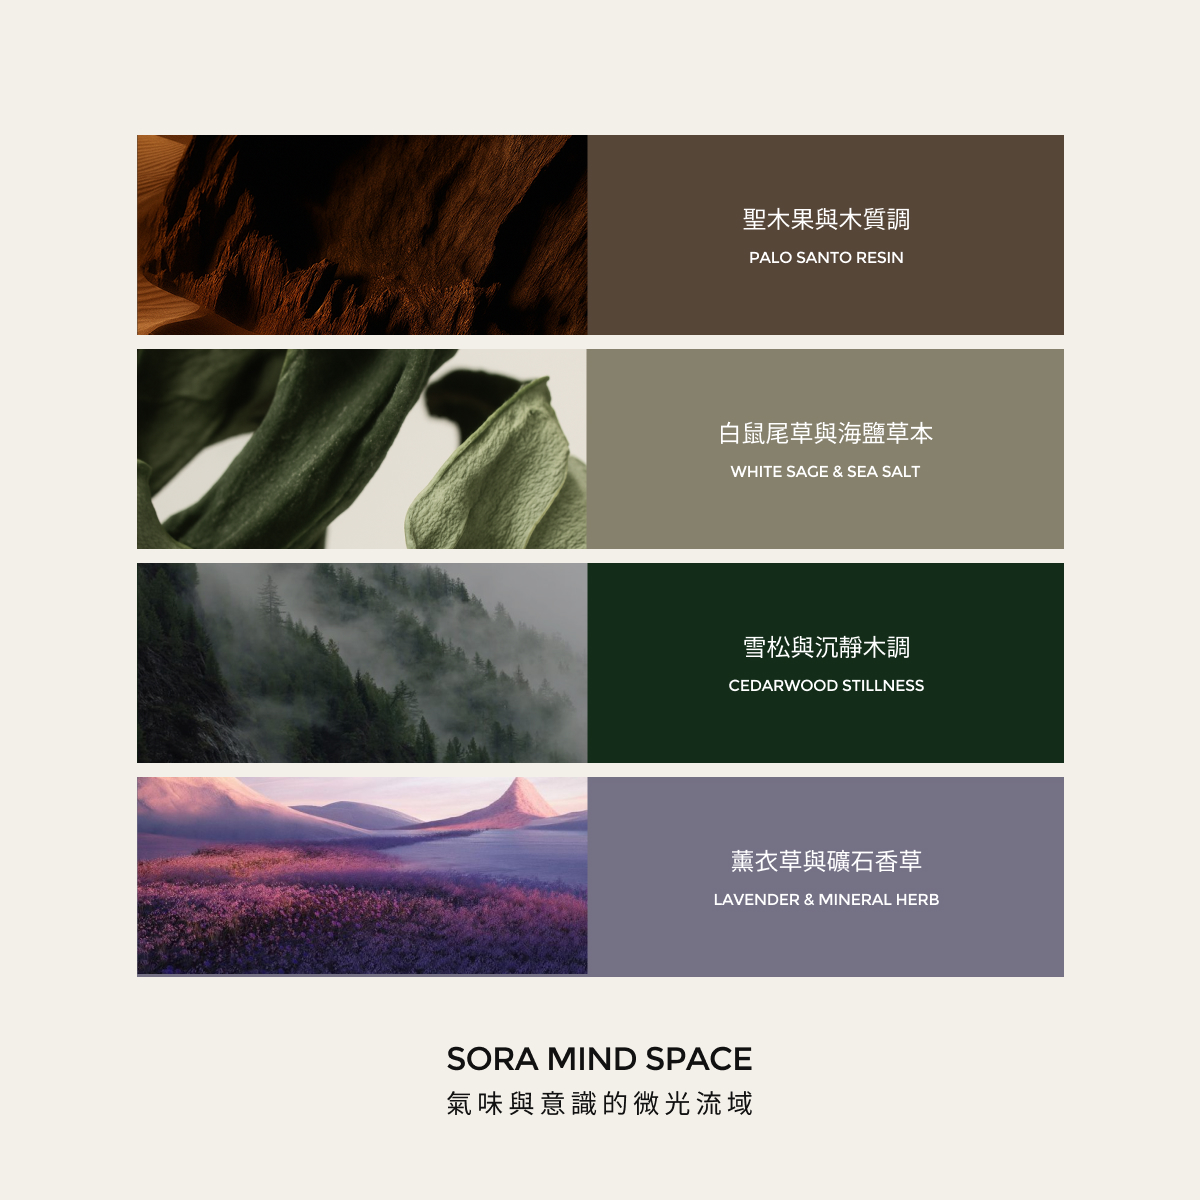 聖木果與木質調
PALO SANTO RESIN
白鼠尾草與海鹽草本
WHITE SAGE & SEA SALT
雪松與沉靜木調
CEDARWOOD STILLNESS
薰衣草與礦石香草
LAVENDER & MINERAL HERB
SORA MIND SPACE
氣味與意識的微光流域